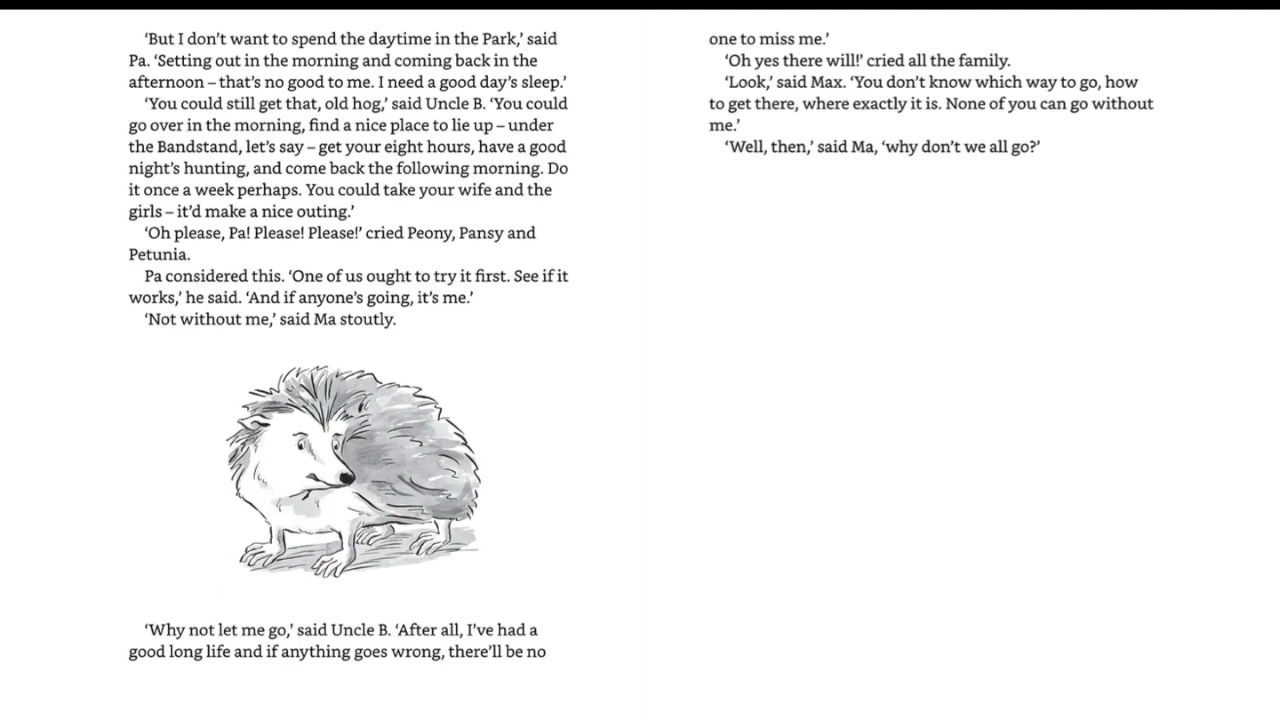 ‘But I don’t want to spend the daytime in the Park,’ said
Pa. ‘Setting out in the morning and coming back in the
afternoon – that’s no good to me. I need a good day’s sleep.’
‘You could still get that, old hog,’ said Uncle B. ‘You could
go over in the morning, find a nice place to lie up – under
the Bandstand, let’s say – get your eight hours, have a good
night’s hunting, and come back the following morning. Do
it once a week perhaps. You could take your wife and the
girls – it’d make a nice outing.’
‘Oh please, Pa! Please! Please!’ cried Peony, Pansy and
Petunia.
Pa considered this. ‘One of us ought to try it first. See if it
works,’ he said. ‘And if anyone’s going, it’s me.’
‘Not without me,’ said Ma stoutly.
‘Why not let me go,’ said Uncle B. ‘After all, I’ve had a
good long life and if anything goes wrong, there’ll be no
one to miss me.’
‘Oh yes there will!’ cried all the family.
‘Look,’ said Max. ‘You don’t know which way to go, how
to get there, where exactly it is. None of you can go without
me.’
‘Well, then,’ said Ma, ‘why don’t we all go?’